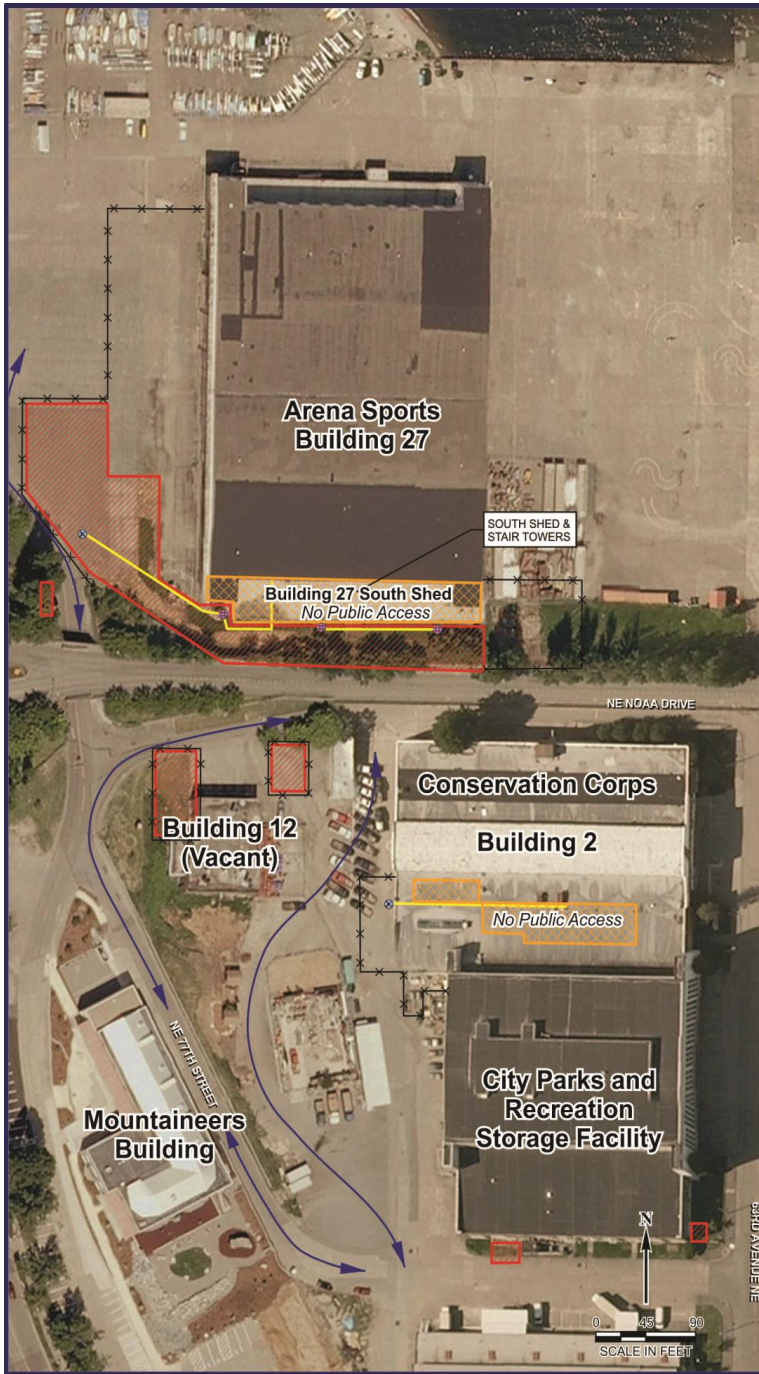 Arena Sports
Building 27
SOUTH SHED &
STAIR TOWERS
Building 27 South Shed
No Public Access
NE NOAA DRIVE
Conservation Corps
Building 12
(Vacant)
Building 2
No Public Access
NE 77TH STREET
City Parks and
Recreation
Storage Facility
Mountaineers
Building
63RD AVENUE NE
N
0 45 90
SCALE IN FEET